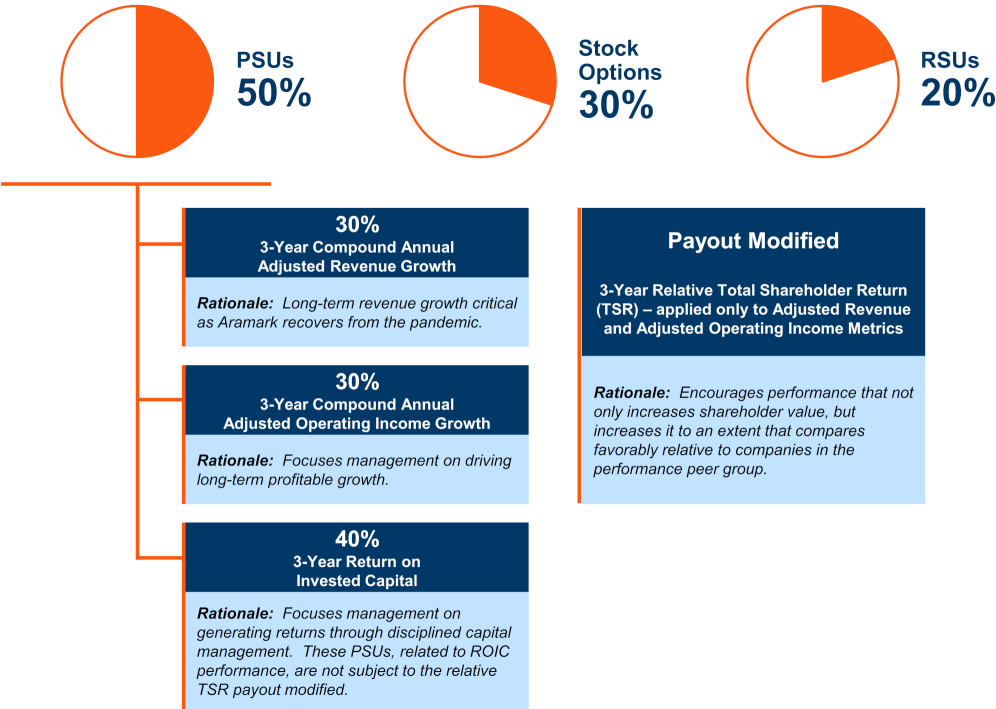 PSUs
50%
Stock
Options
30%
RSUs
20%
30%
3-Year Compound Annual
Adjusted Revenue Growth
Rationale: Long-term revenue growth critical
as Aramark recovers from the pandemic.
30%
3-Year Compound Annual
Adjusted Operating Income Growth
Rationale: Focuses management on driving
long-term profitable growth.
40%
3-Year Return on
Invested Capital
Rationale: Focuses management on
generating returns through disciplined capital
management. These PSUs, related to ROIC
performance, are not subject to the relative
TSR payout modified.
Payout Modified
3-Year Relative Total Shareholder Return
(TSR) – applied only to Adjusted Revenue
and Adjusted Operating Income Metrics
Rationale: Encourages performance that not
only increases shareholder value, but
increases it to an extent that compares
favorably relative to companies in the
performance peer group.